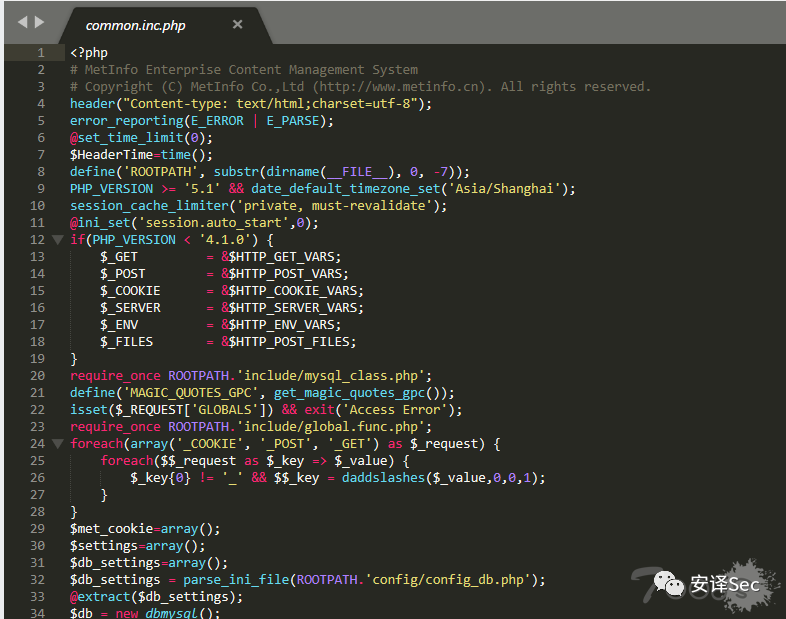 common.inc.php ×
1 <?php
2 # MetInfo Enterprise Content Management System
3 # Copyright (C) MetInfo Co.,Ltd (http://www.metinfo.cn). All rights reserved.
4 header("Content-type: text/html;charset=utf-8");
5 error_reporting(E_ERROR | E_PARSE);
6 @set_time_limit(0);
7 $HeaderTime=time();
8 define('ROOTPATH', substr(dirname(__FILE__), 0, -7));
9 PHP_VERSION >= '5.1' && date_default_timezone_set('Asia/Shanghai');
10 session_cache_limiter('private, must-revalidate');
11 @ini_set('session.auto_start',0);
12 if(PHP_VERSION < '4.1.0') {
13     $_GET         = &$HTTP_GET_VARS;
14     $_POST        = &$HTTP_POST_VARS;
15     $_COOKIE      = &$HTTP_COOKIE_VARS;
16     $_SERVER      = &$HTTP_SERVER_VARS;
17     $_ENV         = &$HTTP_ENV_VARS;
18     $_FILES       = &$HTTP_POST_FILES;
19 }
20 require_once ROOTPATH.'include/mysql_class.php';
21 define('MAGIC_QUOTES_GPC', get_magic_quotes_gpc());
22 isset($_REQUEST['GLOBALS']) && exit('Access Error');
23 require_once ROOTPATH.'include/global.func.php';
24 foreach(array('_COOKIE', '_POST', '_GET') as $_request) {
25     foreach($$_request as $_key => $_value) {
26         $_key{0} != '_' && $$_key = daddslashes($_value,0,0,1);
27     }
28 }
29 $met_cookie=array();
30 $settings=array();
31 $db_settings=array();
32 $db_settings = parse_ini_file(ROOTPATH.'config/config_db.php');
33 @extract($db_settings);
34 $db = new dbmysql();
安译Sec